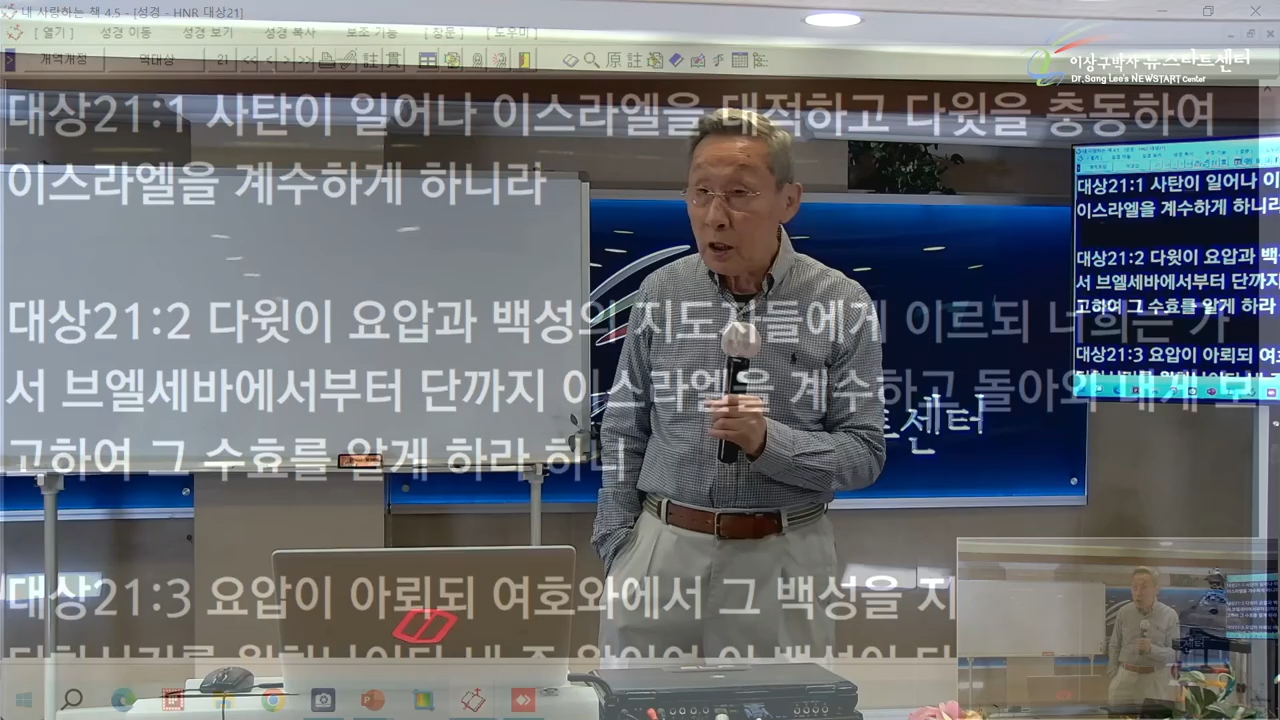 내 사랑하는 책 4.5 - [성경 - HNR 대상21]
[ 열기 ] 성경 이동 성경 보기 성경 복사 보조 기능 [ 장문 ] [ 도우미 ]
개역개정 역대상 21 << < > >> 註 貫 原 註 貫
이상구박사 뉴스타트센터
Dr. Sang Lee's NEWSTART Center
대상21:1 사탄이 일어나 이스라엘을 대적하고 다윗을 충동하여
이스라엘을 계수하게 하니라
대상21:2 다윗이 요압과 백성의 지도자들에게 이르되 너희는 가
서 브엘세바에서부터 단까지 이스라엘을 계수하고 돌아와 내게 보
고하여 그 수효를 알게 하라 하니
대상21:3 요압이 아뢰되 여호와에서 그 백성을 지
대상21:1 사탄이 일어나 이
이스라엘을 계수하게 하니라
대상21:2 다윗이 요압과 백
서 브엘세바에서부터 단까지
고하여 그 수효를 알게 하라
대상21:3 요압이 아뢰되 여호
트센터